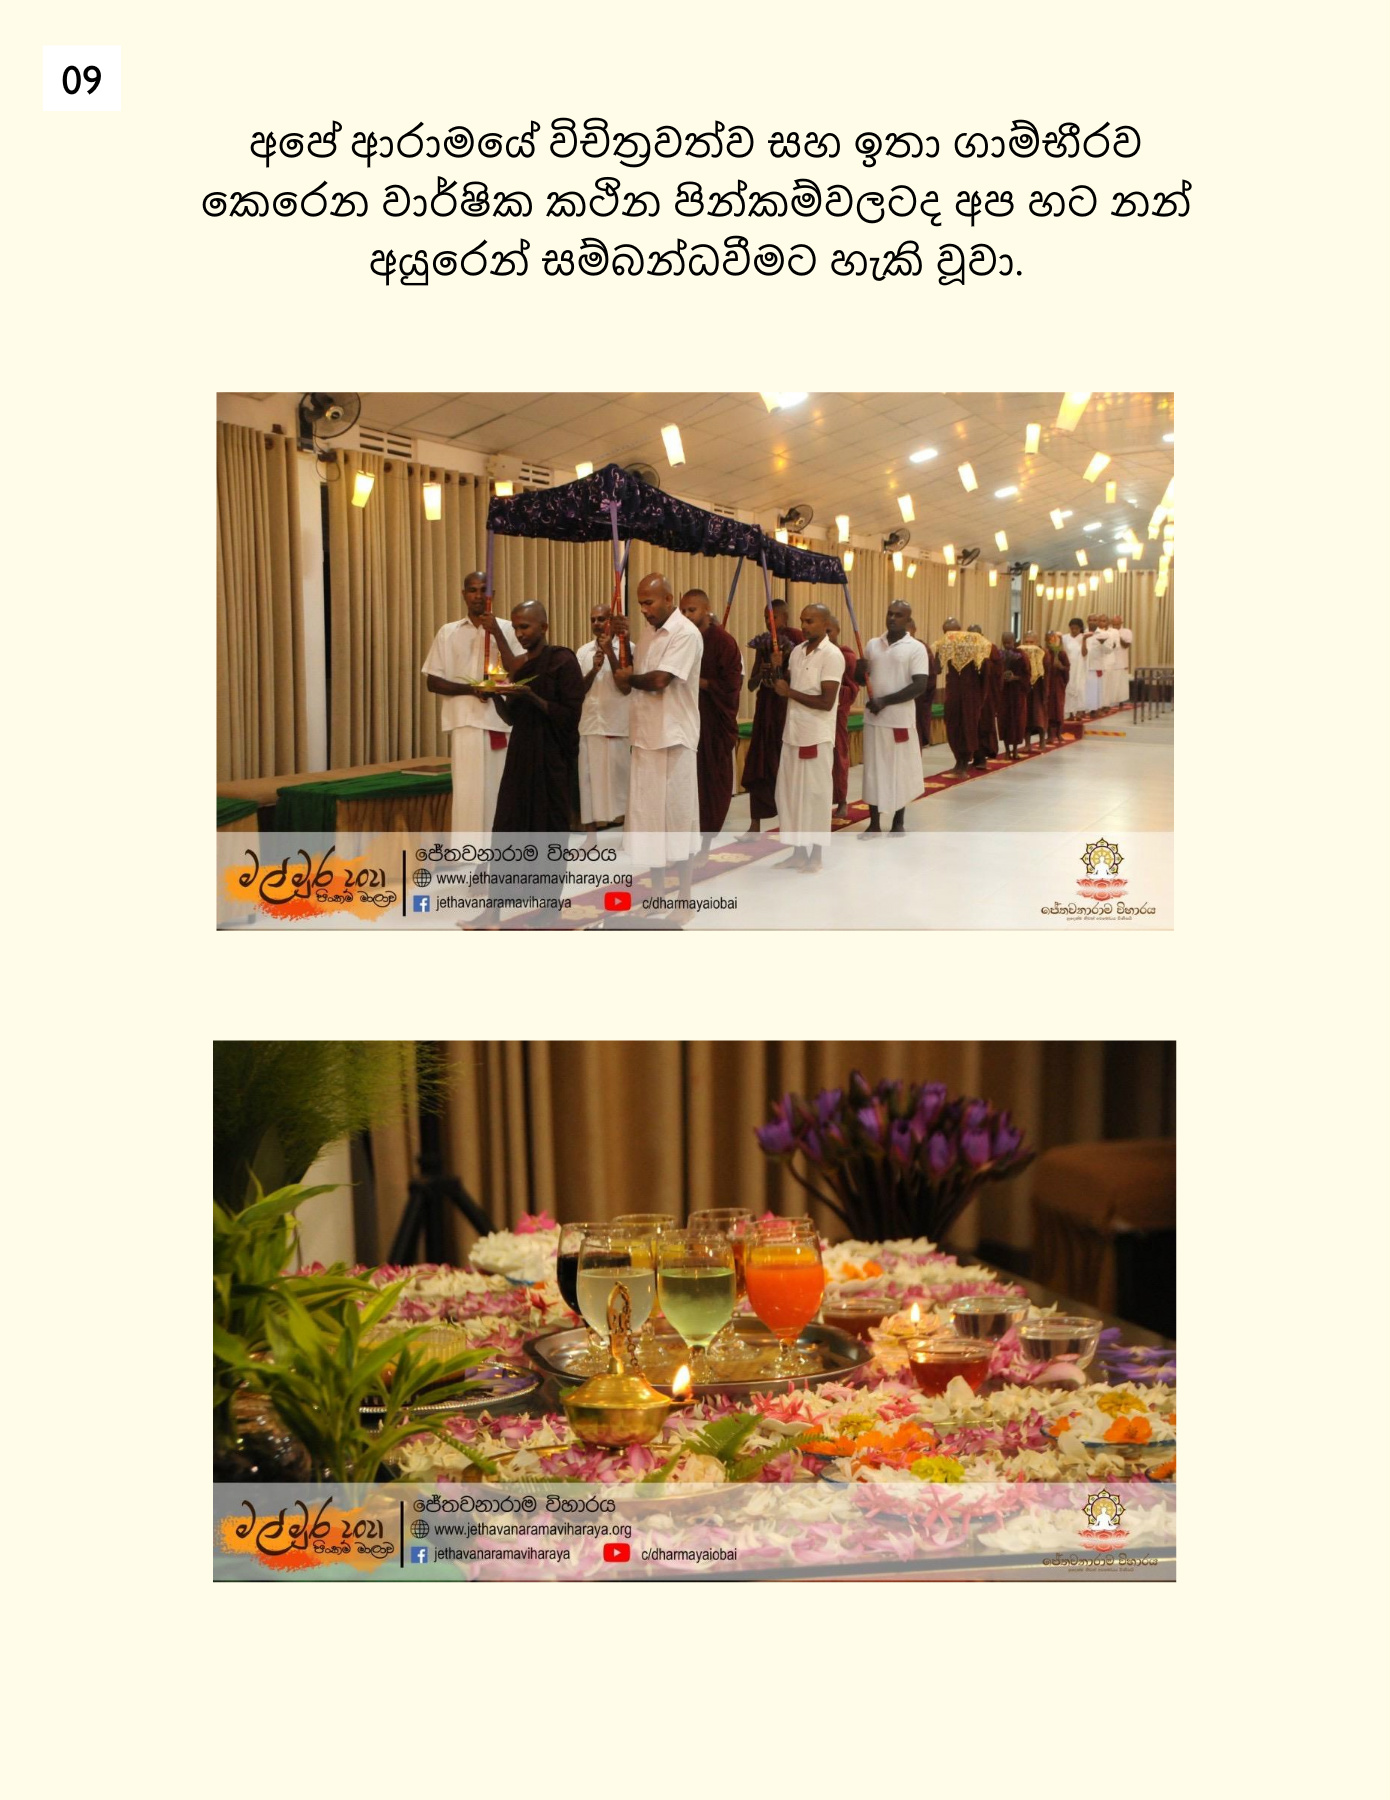 09
අපේ ආරාමයේ විචිත්‍රවත්ව සහ ඉතා ගාම්භීරව
කෙරෙන වාර්ෂික කඨින පින්කම්වලටද අප හට නන්
අයුරෙන් සම්බන්ධවීමට හැකි වූවා.
මල් මුර 2021
පිංකම් මාලාව
ජේතවනාරාම විහාරය
www.jethavanaramaviharaya.org
jethavanaramaviharaya
c/dharmayaiobai
ජේතවනාරාම විහාරය
මල් මුර 2021
පිංකම් මාලාව
ජේතවනාරාම විහාරය
www.jethavanaramaviharaya.org
jethavanaramaviharaya
c/dharmayaiobai
ජේතවනාරාම විහාරය